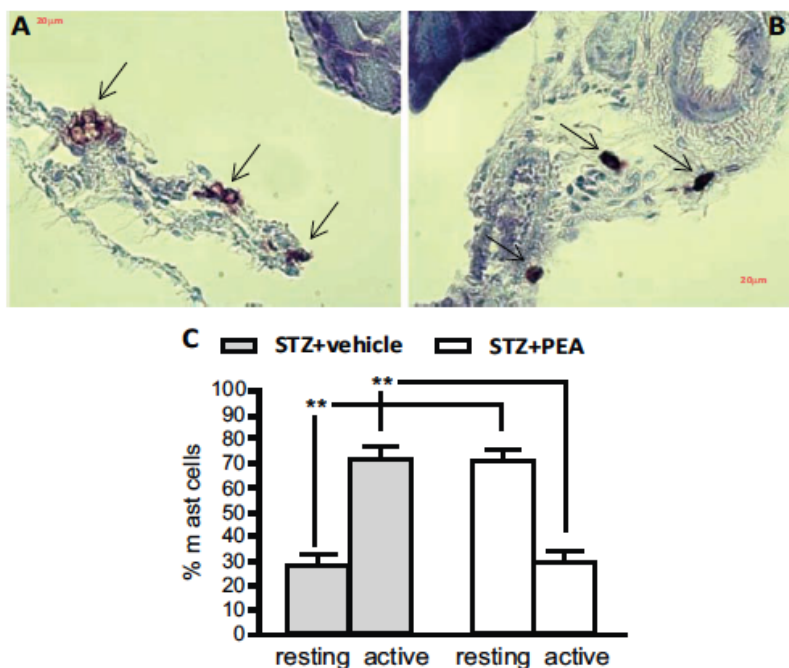 A 20µm
20µm B
C STZ+vehicle STZ+PEA
% m ast cells
100
90
80
70
60
50
40
30
20
10
0
** **
resting active resting active